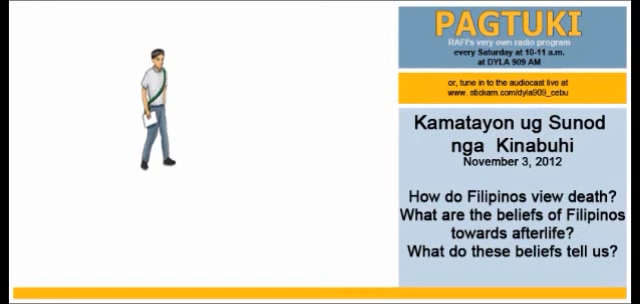 PAGTUKI
RAFI's very own radio program
every Saturday at 10-11 a.m.
at DYLA 909 AM
or, tune in to the audiocast live at
www. stickam.com/dyla909_cebu
Kamatayon ug Sunod
nga Kinabuhi
November 3, 2012
How do Filipinos view death?
What are the beliefs of Filipinos
towards afterlife?
What do these beliefs tell us?